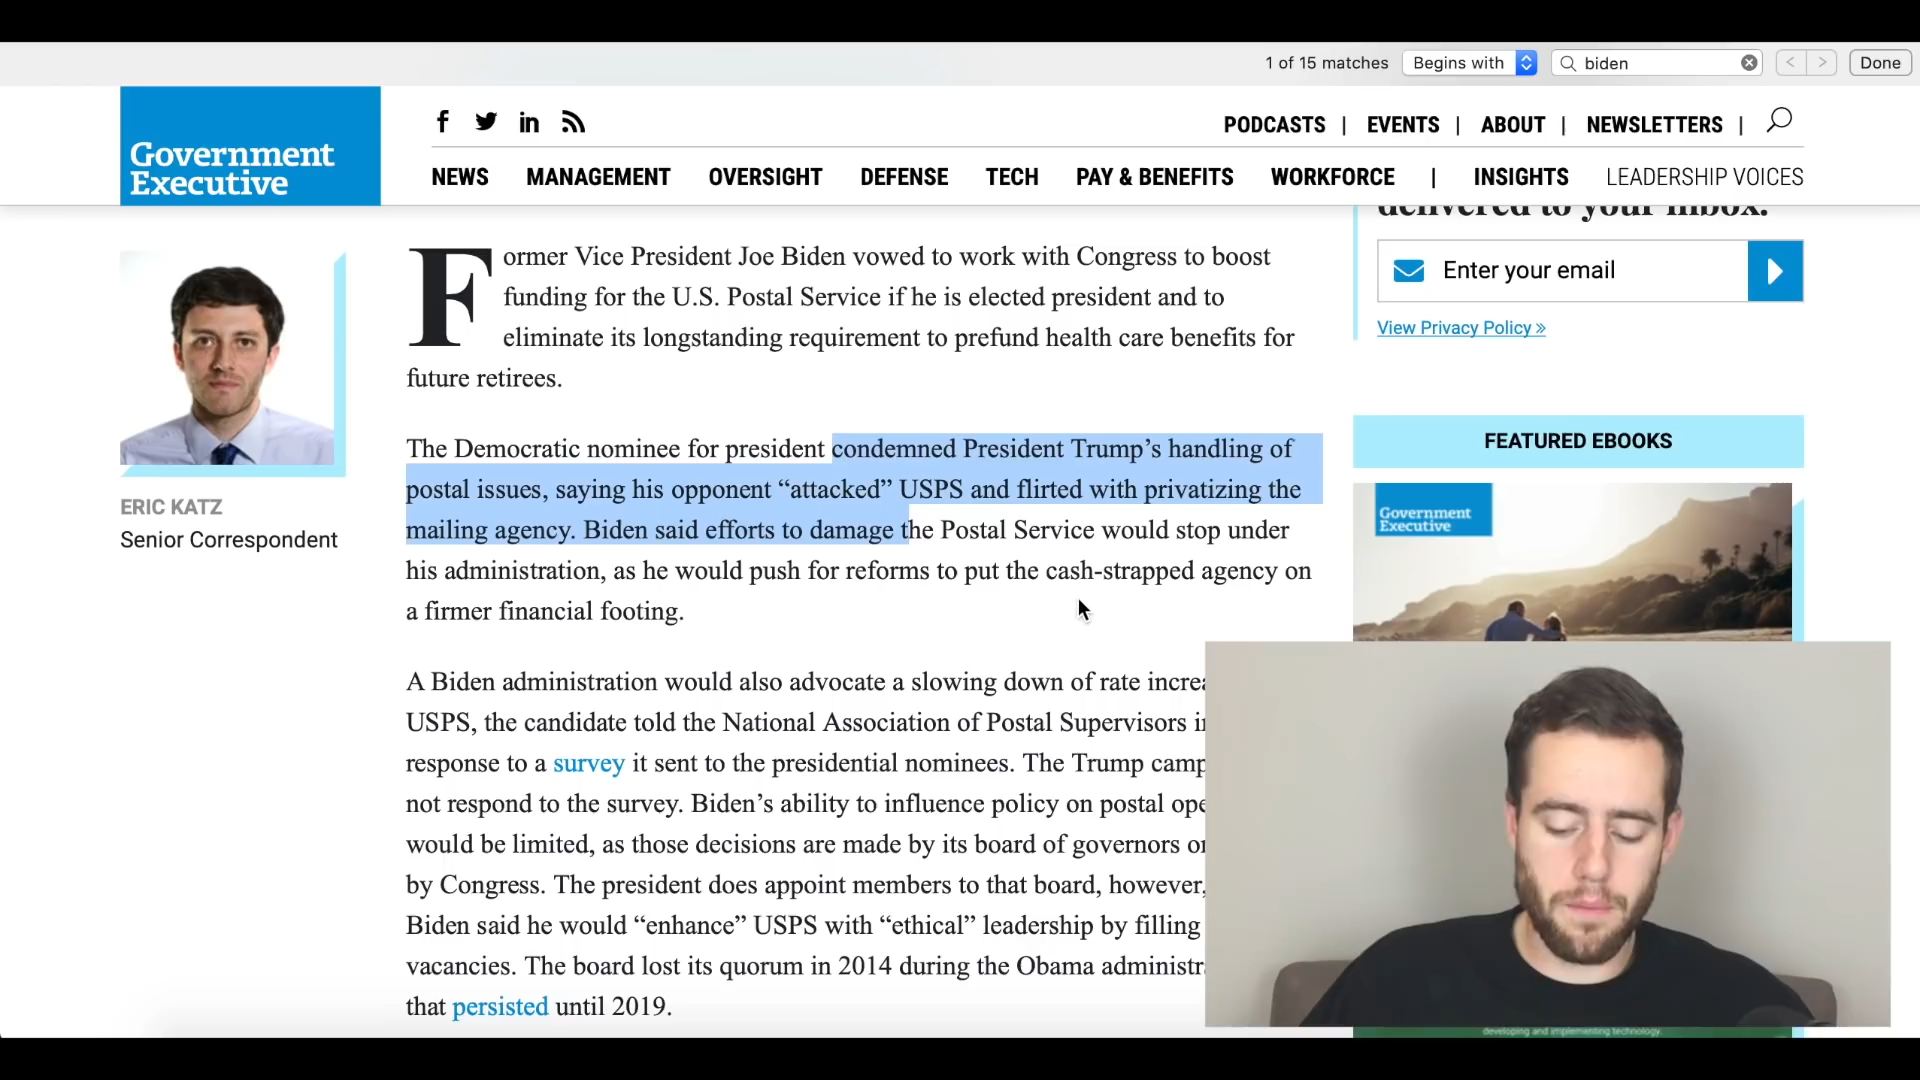 1 of 15 matches Begins with biden Done
Government
Executive
PODCASTS | EVENTS | ABOUT | NEWSLETTERS |
NEWS MANAGEMENT OVERSIGHT DEFENSE TECH PAY & BENEFITS WORKFORCE | INSIGHTS LEADERSHIP VOICES
delivered to your inbox.
Enter your email
View Privacy Policy »
FEATURED EBOOKS
Government
Executive
ERIC KATZ
Senior Correspondent
Former Vice President Joe Biden vowed to work with Congress to boost
funding for the U.S. Postal Service if he is elected president and to
eliminate its longstanding requirement to prefund health care benefits for
future retirees.
The Democratic nominee for president condemned President Trump's handling of
postal issues, saying his opponent “attacked” USPS and flirted with privatizing the
mailing agency. Biden said efforts to damage the Postal Service would stop under
his administration, as he would push for reforms to put the cash-strapped agency on
a firmer financial footing.
A Biden administration would also advocate a slowing down of rate
USPS, the candidate told the National Association of Postal Supervisors
response to a survey it sent to the presidential nominees. The Trump
not respond to the survey. Biden’s ability to influence policy on postal
would be limited, as those decisions are made by its board of governors
by Congress. The president does appoint members to that board, however,
Biden said he would “enhance” USPS with “ethical” leadership by filling
vacancies. The board lost its quorum in 2014 during the Obama
that persisted until 2019.
developing and implementing technology.